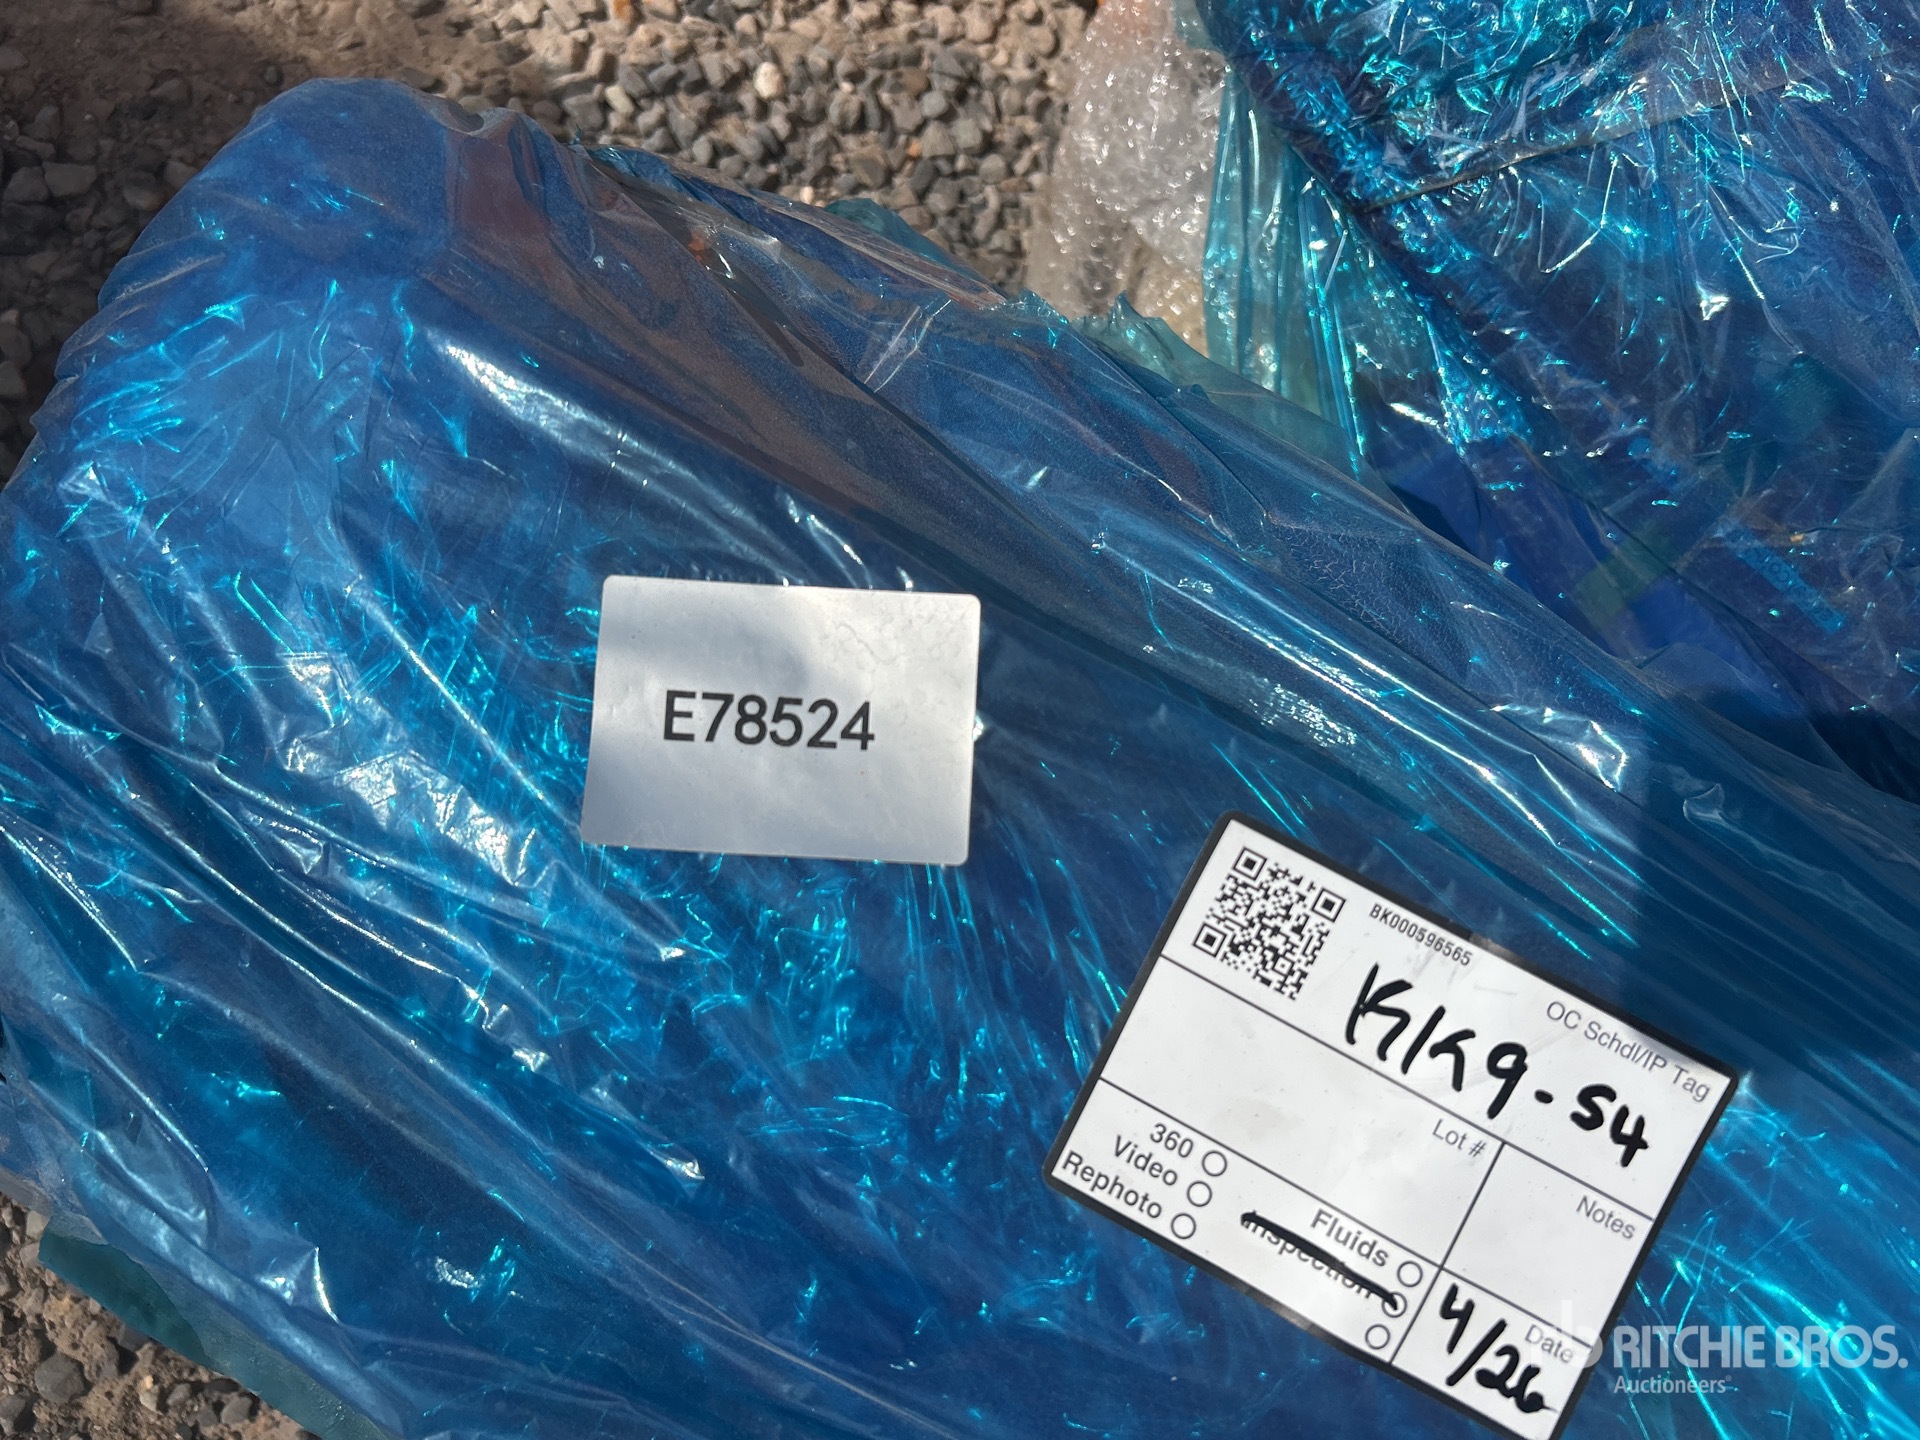 E78524
BK000596565
OC Schdl/IP Tag
KIK9-S4
Lot #
Notes
360
Video
Rephoto
Fluids
Inspection
Date
4/26
RITCHIE BROS.
Auctioneers